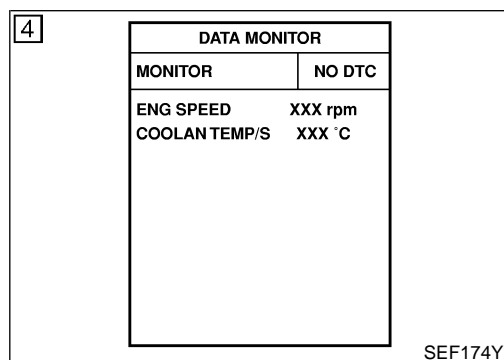 4
DATA MONITOR
MONITOR NO DTC
ENG SPEED XXX rpm
COOLAN TEMP/S XXX °C
SEF174Y